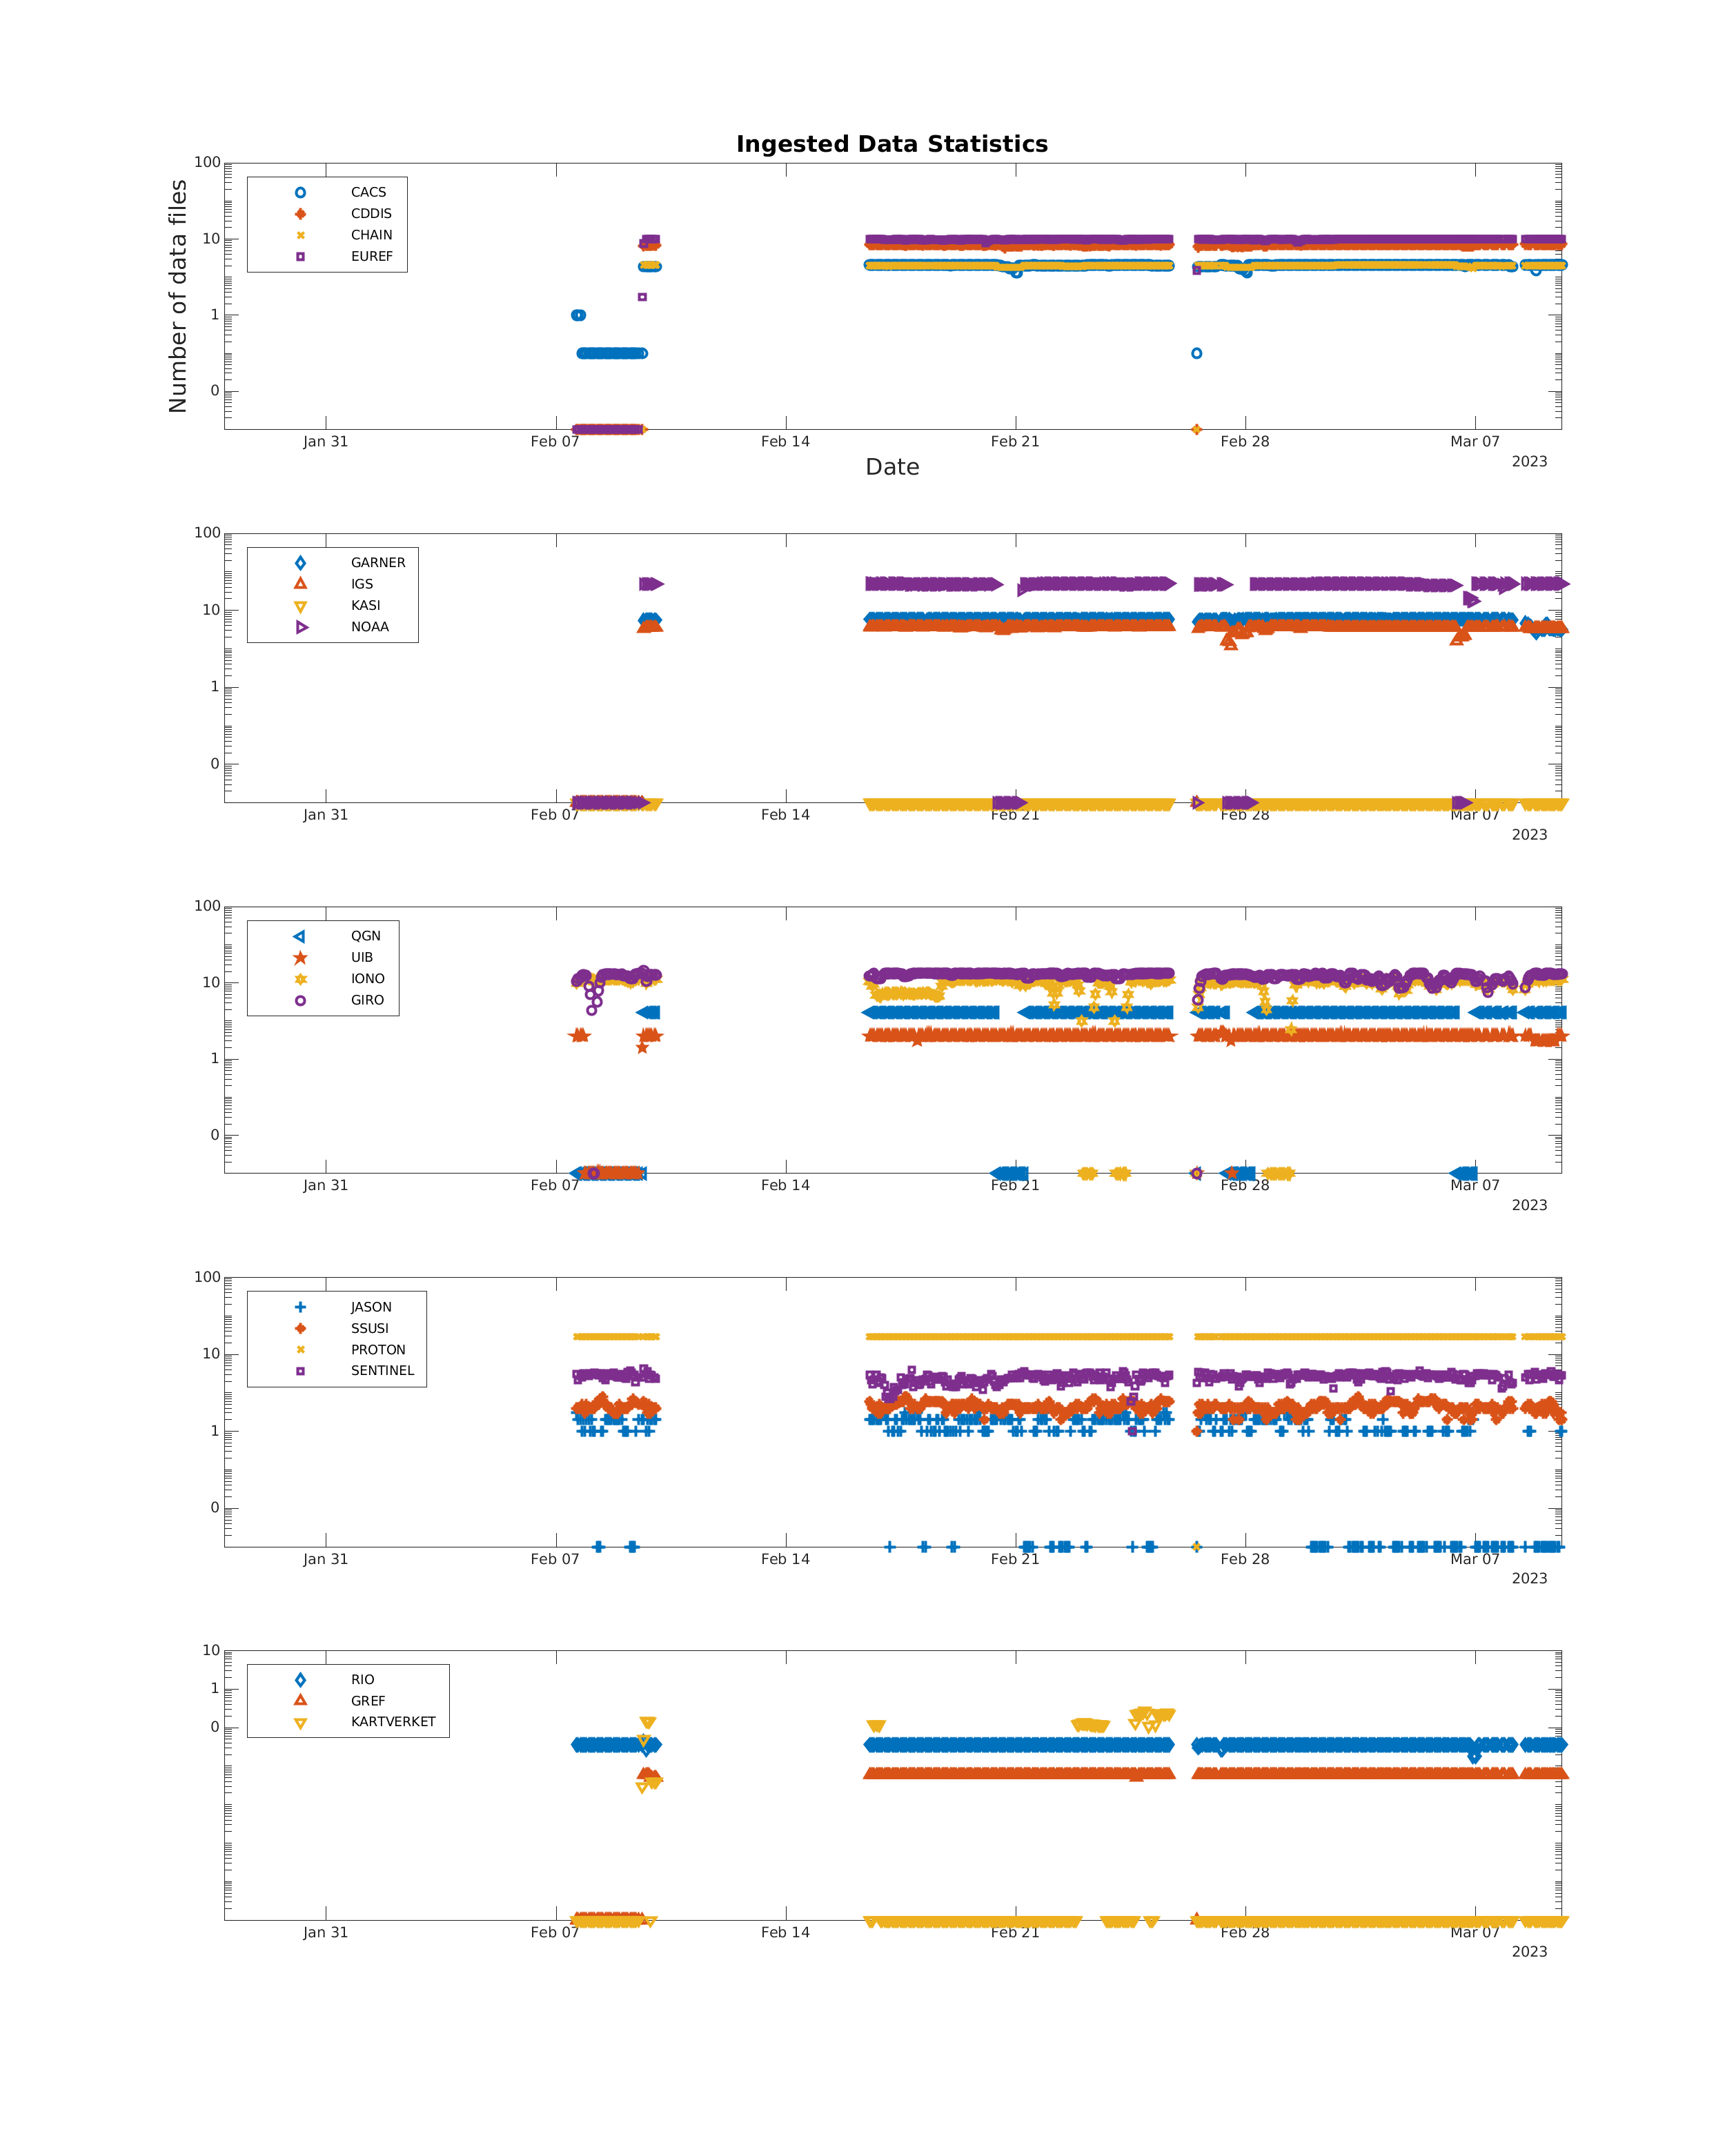 Ingested Data Statistics
Number of data files
100
10
1
0
CACS
CDDIS
CHAIN
EUREF
Jan 31 Feb 07 Feb 14 Feb 21 Feb 28 Mar 07
2023
Date
100
10
1
0
GARNER
IGS
KASI
NOAA
Jan 31 Feb 07 Feb 14 Feb 21 Feb 28 Mar 07
2023
100
10
1
0
QGN
UIB
IONO
GIRO
Jan 31 Feb 07 Feb 14 Feb 21 Feb 28 Mar 07
2023
100
10
1
0
JASON
SSUSI
PROTON
SENTINEL
Jan 31 Feb 07 Feb 14 Feb 21 Feb 28 Mar 07
2023
10
1
0
RIO
GREF
KARTVERKET
Jan 31 Feb 07 Feb 14 Feb 21 Feb 28 Mar 07
2023